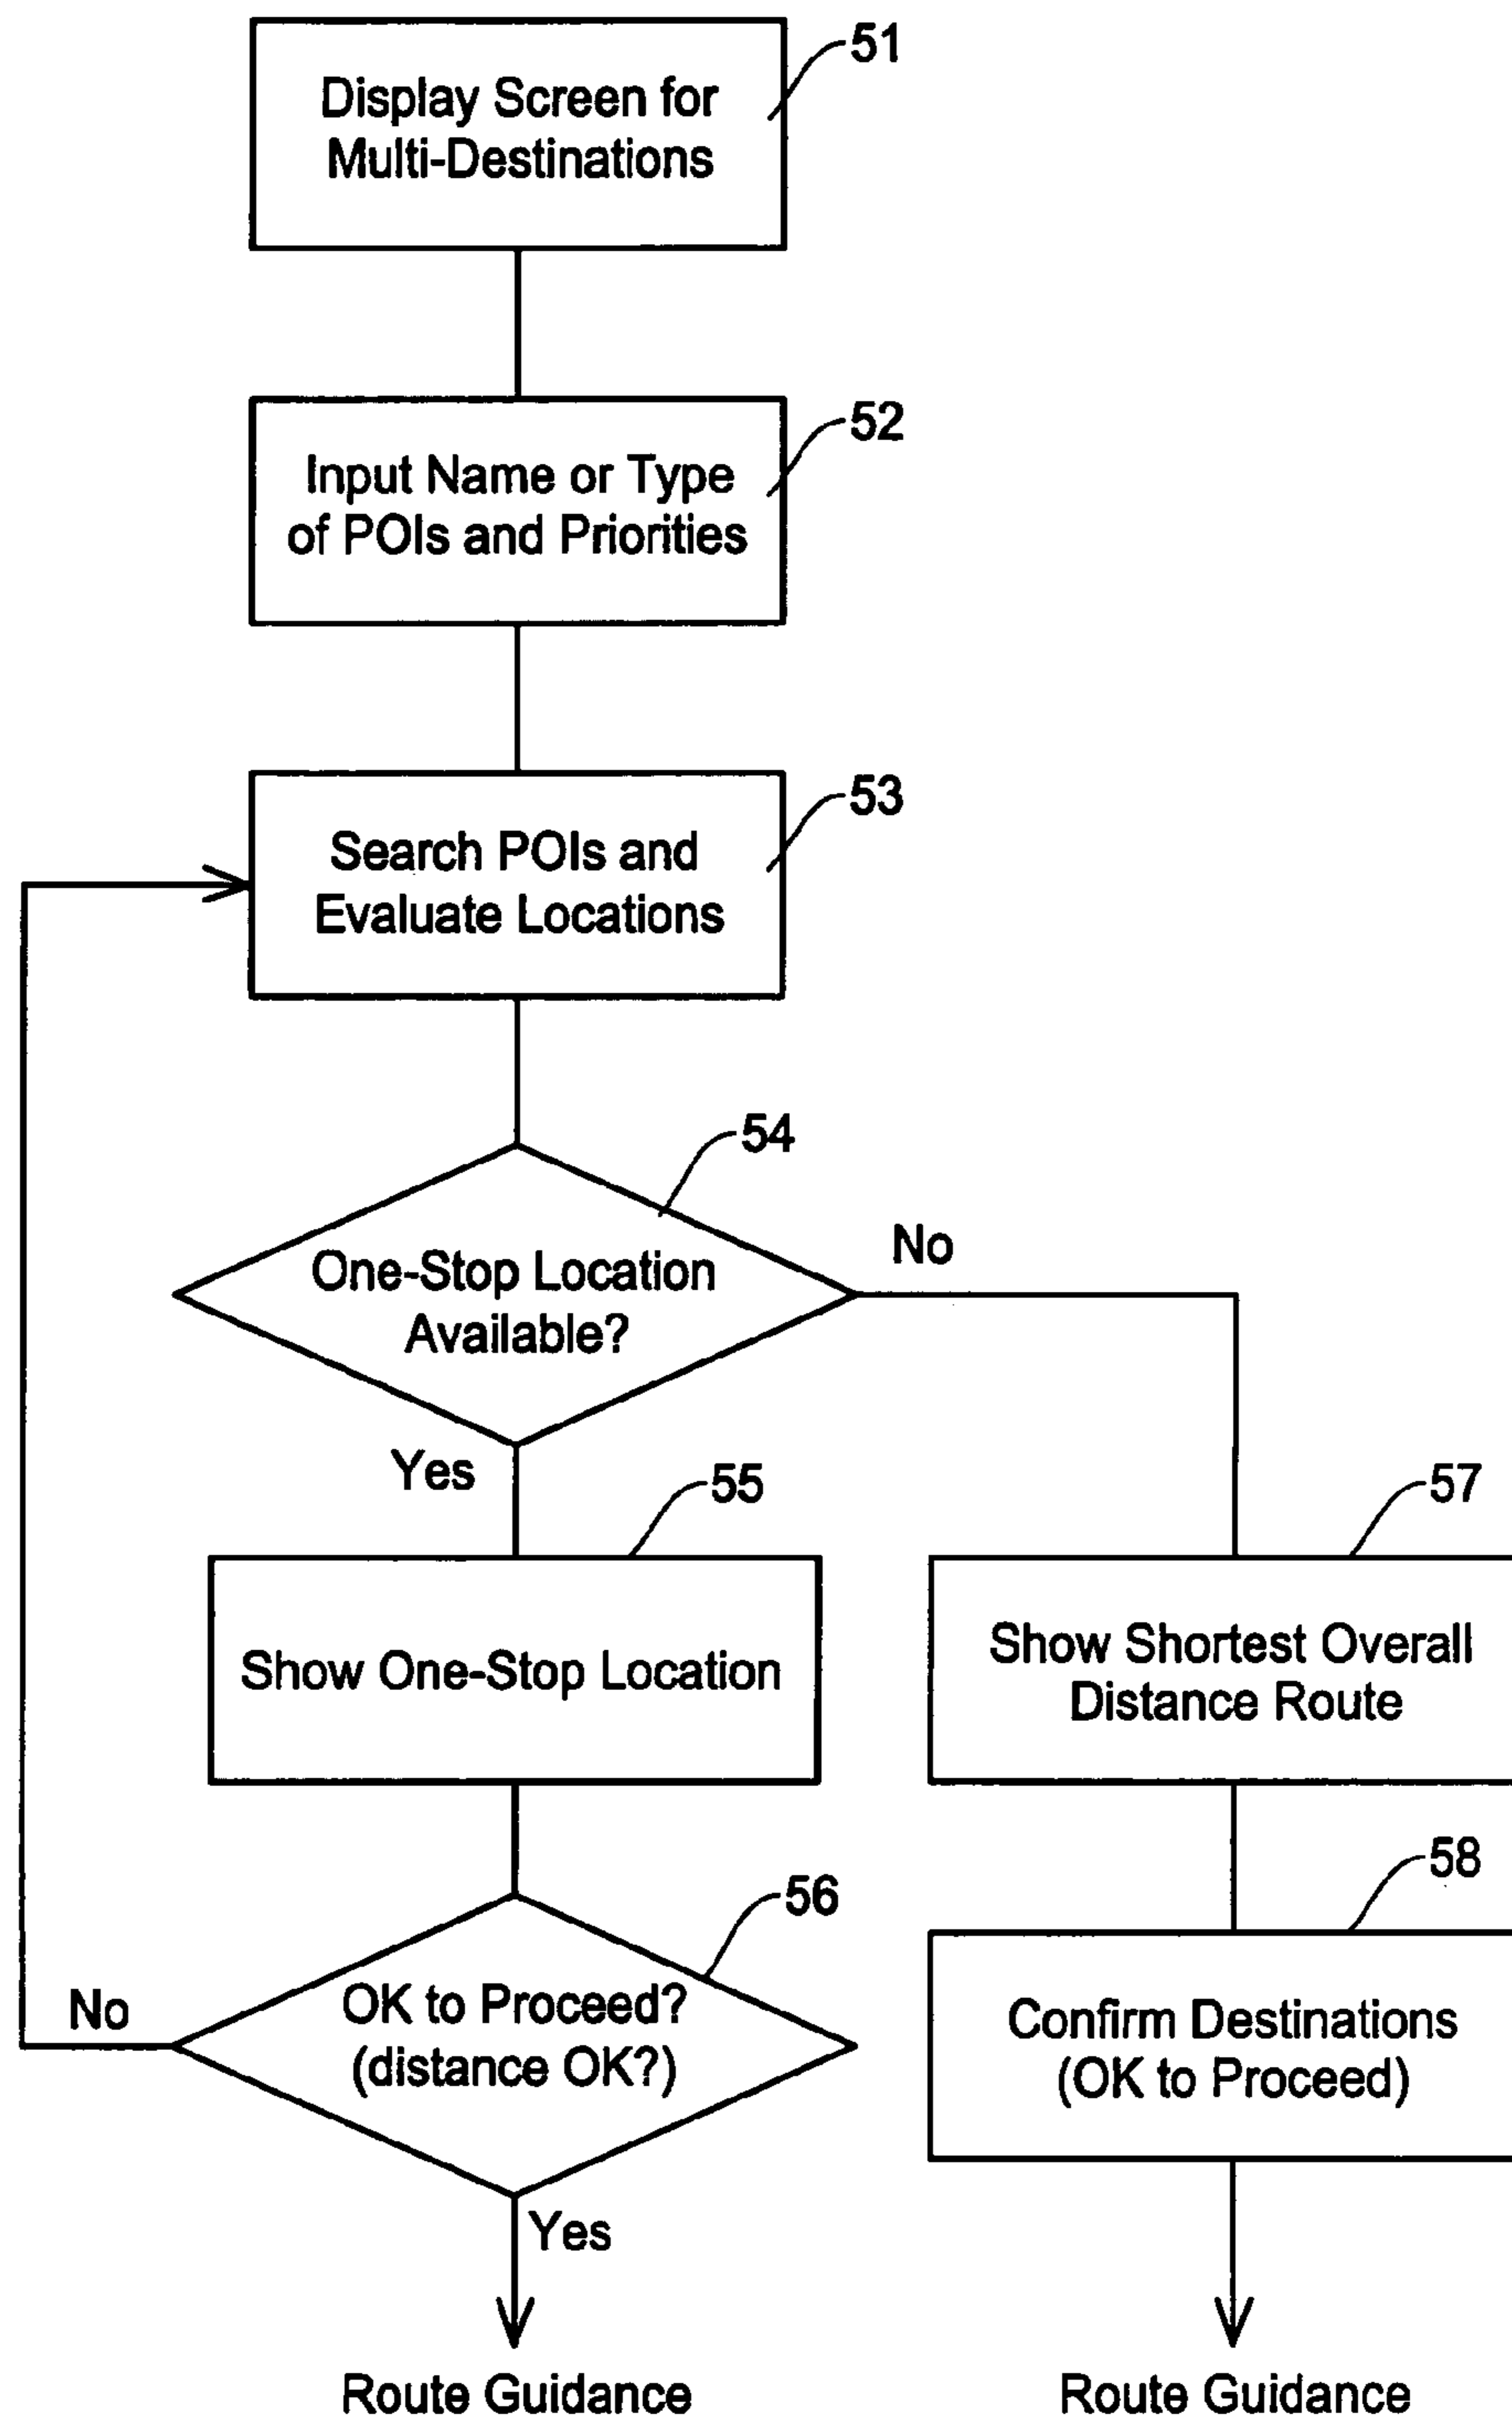 51
Display Screen for
Multi-Destinations
52
Input Name or Type
of POIs and Priorities
53
Search POIs and
Evaluate Locations
54
No
One-Stop Location
Available?
Yes
55
57
Show One-Stop Location
Show Shortest Overall
Distance Route
56
58
No
OK to Proceed?
(distance OK?)
Confirm Destinations
(OK to Proceed)
Yes
Route Guidance
Route Guidance